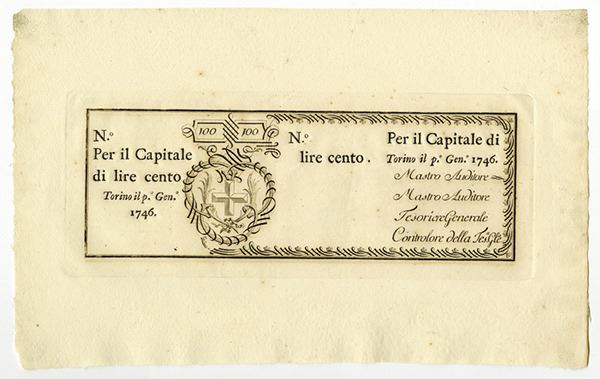 N.º
Per il Capitale
di lire cento
Torino il p.º Gen.º
1746.
100 100
N.º
lire cento.
Per il Capitale di
Torino il p.º Gen.º 1746.
Mastro Auditore
Mastro Auditore
Tesoriere Generale
Controlore della